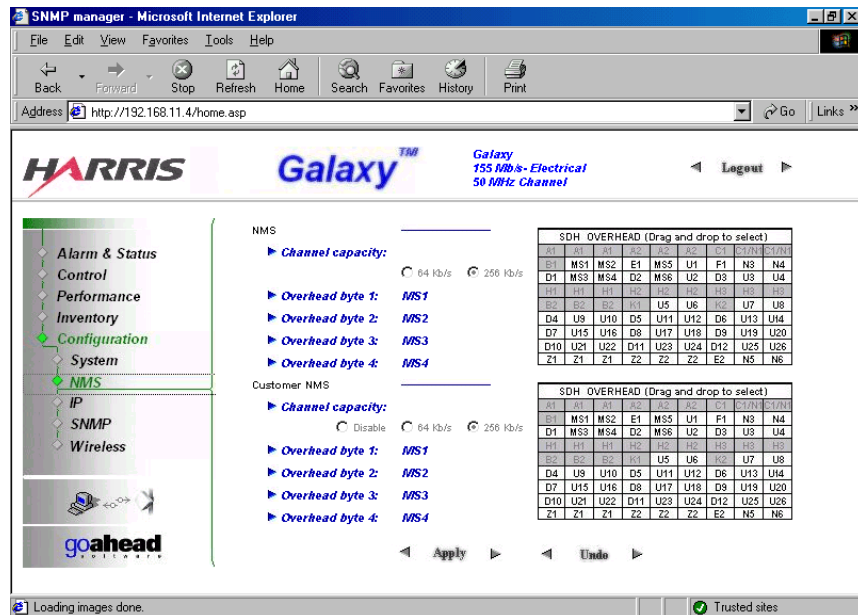 SNMP manager - Microsoft Internet Explorer
File Edit View Favorites Tools Help
Back Forward Stop Refresh Home Search Favorites History Print
Address http://192.168.11.4/home.asp Go Links »
HARRIS
Galaxy™
Galaxy
155 Mb/s- Electrical
50 MHz Channel
Logout
Alarm & Status
Control
Performance
Inventory
Configuration
System
NMS
IP
SNMP
Wireless
goahead
software
NMS
Channel capacity:
64 Kb/s 256 Kb/s
Overhead byte 1: MS1
Overhead byte 2: MS2
Overhead byte 3: MS3
Overhead byte 4: MS4
SDH OVERHEAD (Drag and drop to select)
A1 A1 A1 A2 A2 A2 C1 C1/N1 C1/N1
B1 MS1 MS2 E1 MS5 U1 F1 N3 N4
D1 MS3 MS4 D2 MS6 U2 D3 U3 U4
H1 H1 H1 H2 H2 H2 H3 H3 H3
B2 B2 B2 K1 U5 U6 K2 U7 U8
D4 U9 U10 D5 U11 U12 D6 U13 U14
D7 U15 U16 D8 U17 U18 D9 U19 U20
D10 U21 U22 D11 U23 U24 D12 U25 U26
Z1 Z1 Z1 Z2 Z2 Z2 E2 N5 N6
Customer NMS
Channel capacity:
Disable 64 Kb/s 256 Kb/s
Overhead byte 1: MS1
Overhead byte 2: MS2
Overhead byte 3: MS3
Overhead byte 4: MS4
SDH OVERHEAD (Drag and drop to select)
A1 A1 A1 A2 A2 A2 C1 C1/N1 C1/N1
B1 MS1 MS2 E1 MS5 U1 F1 N3 N4
D1 MS3 MS4 D2 MS6 U2 D3 U3 U4
H1 H1 H1 H2 H2 H2 H3 H3 H3
B2 B2 B2 K1 U5 U6 K2 U7 U8
D4 U9 U10 D5 U11 U12 D6 U13 U14
D7 U15 U16 D8 U17 U18 D9 U19 U20
D10 U21 U22 D11 U23 U24 D12 U25 U26
Z1 Z1 Z1 Z2 Z2 Z2 E2 N5 N6
Apply Undo
Loading images done. Trusted sites